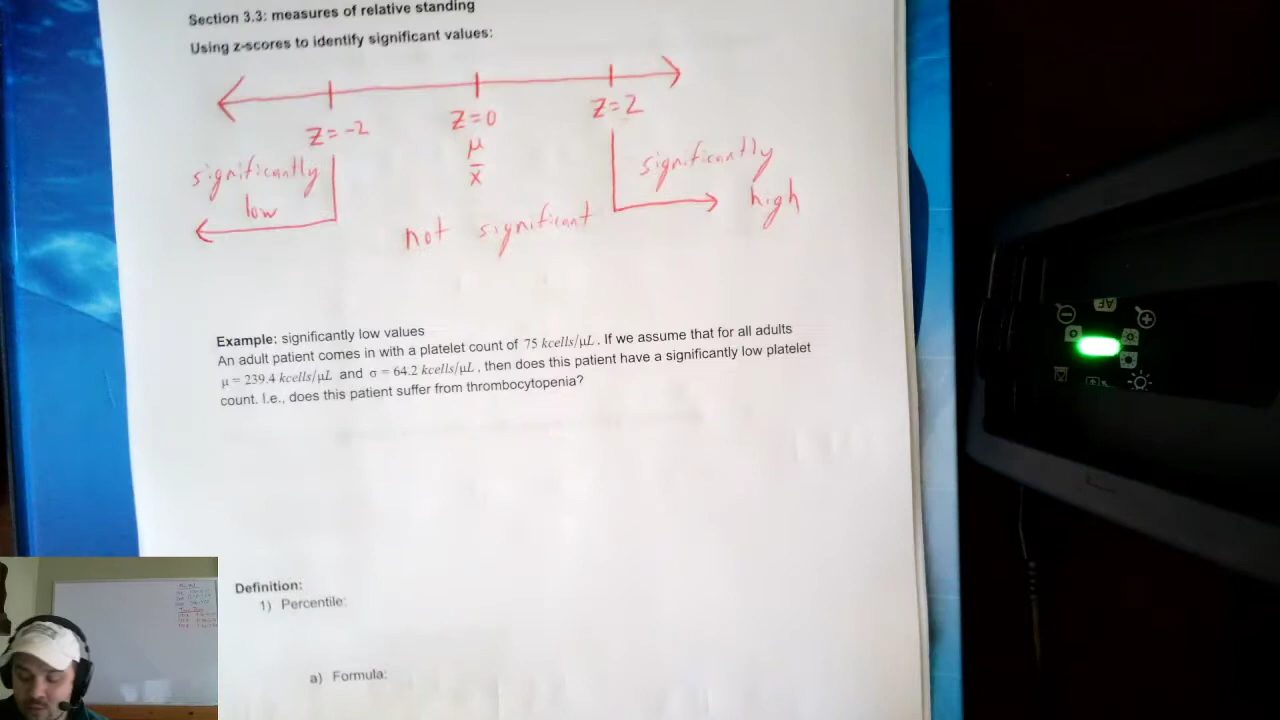 Section 3.3: measures of relative standing
Using z-scores to identify significant values:
z=-2
z=0
z=2
μ
x̄
significantly
low
significantly
high
not significant
Example: significantly low values
An adult patient comes in with a platelet count of 75 kcells/μL. If we assume that for all adults
μ = 239.4 kcells/μL and σ = 64.2 kcells/μL, then does this patient have a significantly low platelet
count. I.e., does this patient suffer from thrombocytopenia?
Definition:
1) Percentile:
a) Formula:
AF